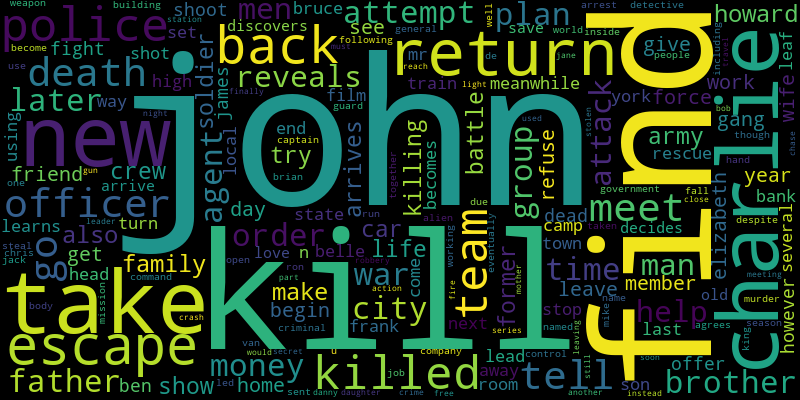 weapon
building
police
shoot
men
bruce
attempt
plan
howard
station
arrest
detective
become
fight
shot
set
discovers
see
save
well
world
inside
back
following
general
de
jane
return
give
people
including
charlie
find
leaf
wife
use
death
soldier
reveals
mr
must
reach
later
way
high
james
train
meanwhile
work
new
john
film
light
york
force
attack
using
finally
guard
battle
used
stolen
gang
bob
though
chase
night
end
captain
try
killing
group
refuse
army
rescue
hand
friend
gun
crew
agent
local
brian
arrives
becomes
together
one
arrive
day
state
run
alien
due
dead
government
fall
close
year
bank
officer
learns
leader
turn
order
car
team
eventually
camp
meet
taken
decides
despite
steal
also
love
n
belle
life
come
working
former
town
elizabeth
however
several
chris
go
get
open
ron
robbery
time
man
meeting
jack
head
family
kill
part
war
action
fire
mother
leave
member
old
season
body
mission
command
make
city
stop
name
king
murder
take
crash
begin
frank
next
series
named
mike
help
last
agrees
escape
criminal
van
would
secret
u
company
lead
control
leaving
still
soon
offer
father
ben
show
money
home
led
killed
job
away
room
tell
son
brother
sent
danny
daughter
crime
free
another
instead